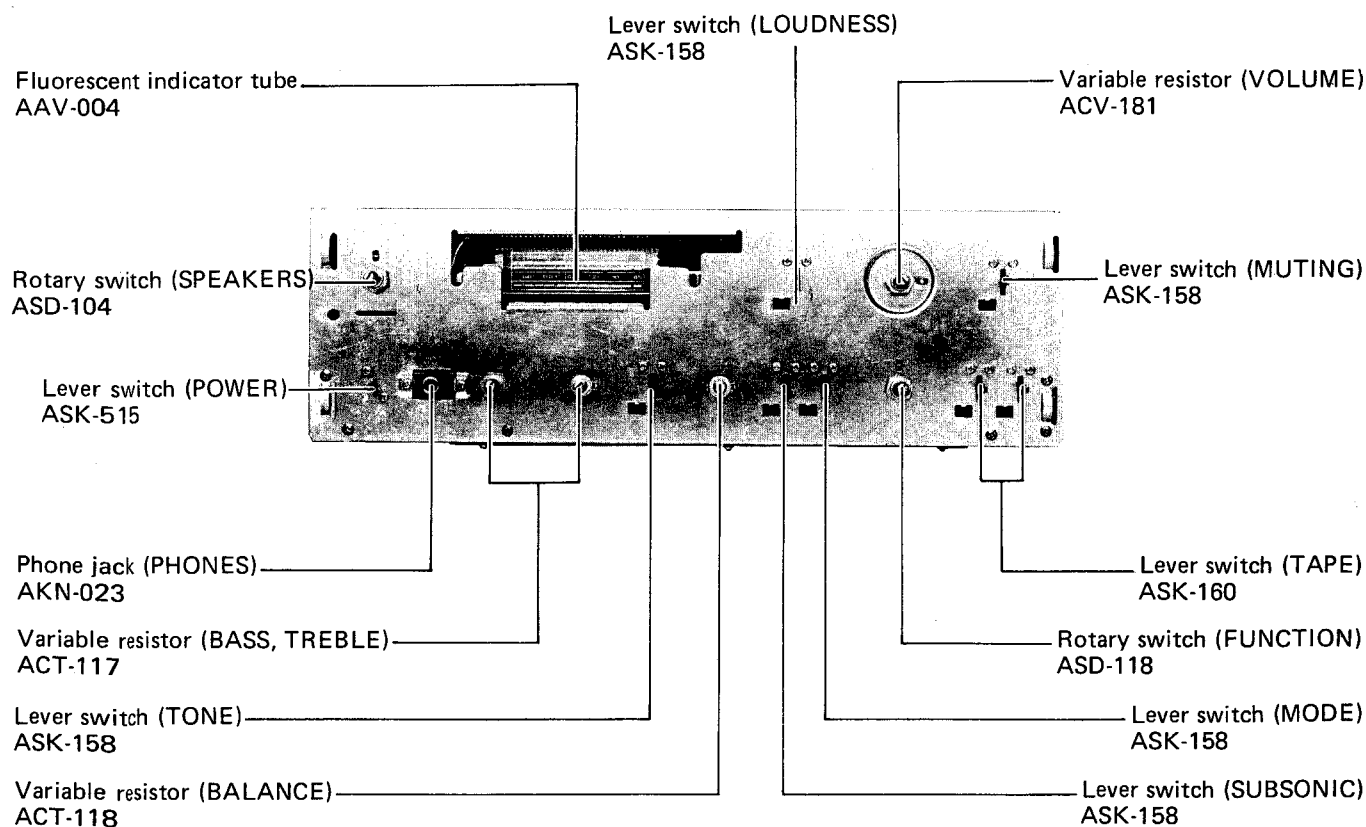 Lever switch (LOUDNESS)
ASK-158
Fluorescent indicator tube
AAV-004
Variable resistor (VOLUME)
ACV-181
Rotary switch (SPEAKERS)
ASD-104
Lever switch (MUTING)
ASK-158
Lever switch (POWER)
ASK-515
Phone jack (PHONES)
AKN-023
Lever switch (TAPE)
ASK-160
Variable resistor (BASS, TREBLE)
ACT-117
Rotary switch (FUNCTION)
ASD-118
Lever switch (TONE)
ASK-158
Lever switch (MODE)
ASK-158
Variable resistor (BALANCE)
ACT-118
Lever switch (SUBSONIC)
ASK-158